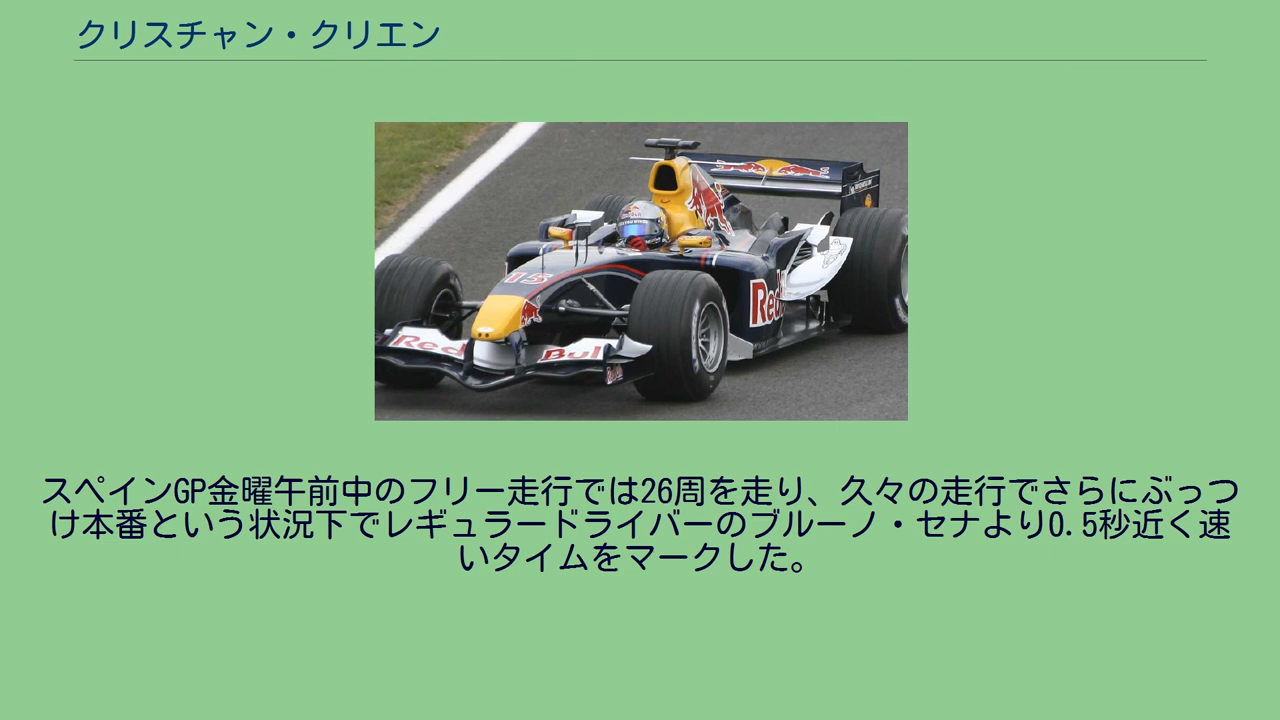 クリスチャン・クリエン
15
Red
Bull
Red
スペインGP金曜午前中のフリー走行では26周を走り、久々の走行でさらにぶっつ
け本番という状況下でレギュラードライバーのブルーノ・セナより0.5秒近く速
いタイムをマークした。